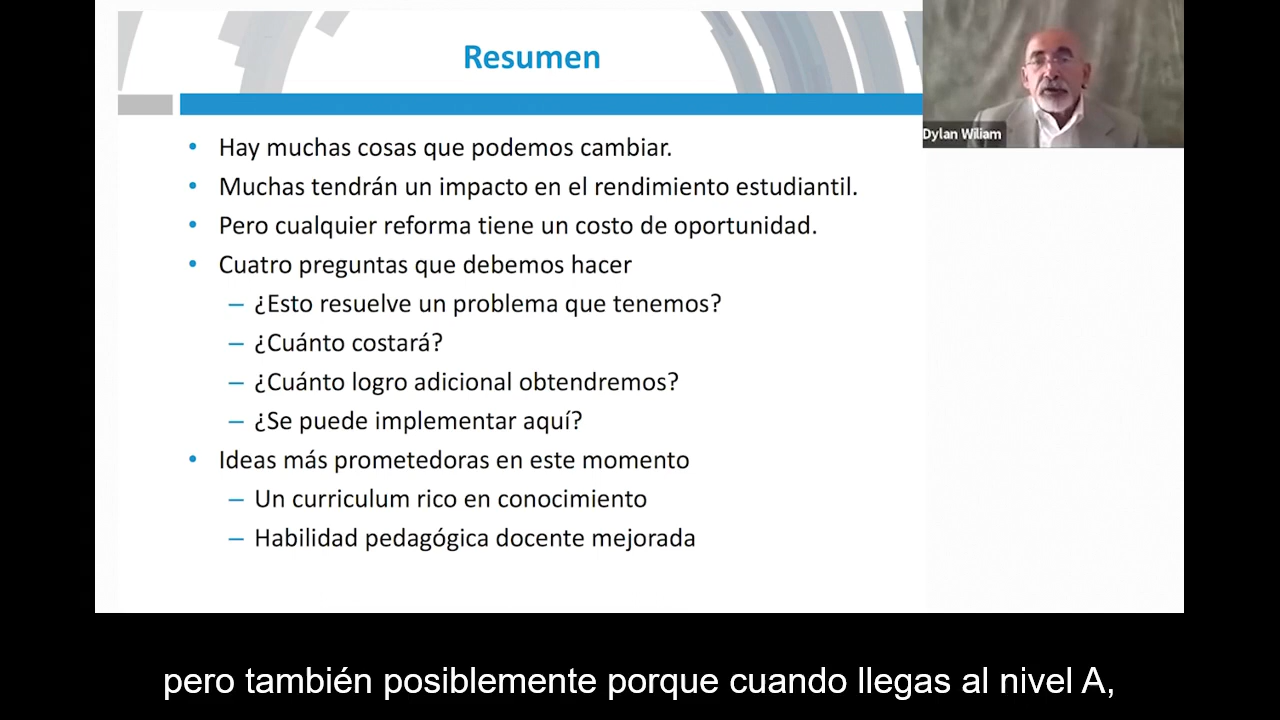 Resumen
Dylan Wiliam
• Hay muchas cosas que podemos cambiar.
• Muchas tendrán un impacto en el rendimiento estudiantil.
• Pero cualquier reforma tiene un costo de oportunidad.
• Cuatro preguntas que debemos hacer
– ¿Esto resuelve un problema que tenemos?
– ¿Cuánto costará?
– ¿Cuánto logro adicional obtendremos?
– ¿Se puede implementar aquí?
• Ideas más prometedoras en este momento
– Un curriculum rico en conocimiento
– Habilidad pedagógica docente mejorada
pero también posiblemente porque cuando llegas al nivel A,